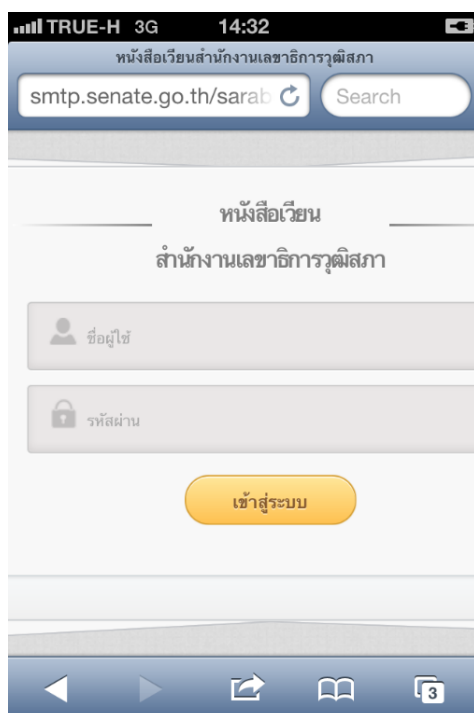 TRUE-H 3G 14:32
หนังสือเวียนสำนักงานเลขาธิการวุฒิสภา
smtp.senate.go.th/sarab Search
หนังสือเวียน
สำนักงานเลขาธิการวุฒิสภา
ชื่อผู้ใช้
รหัสผ่าน
เข้าสู่ระบบ
3